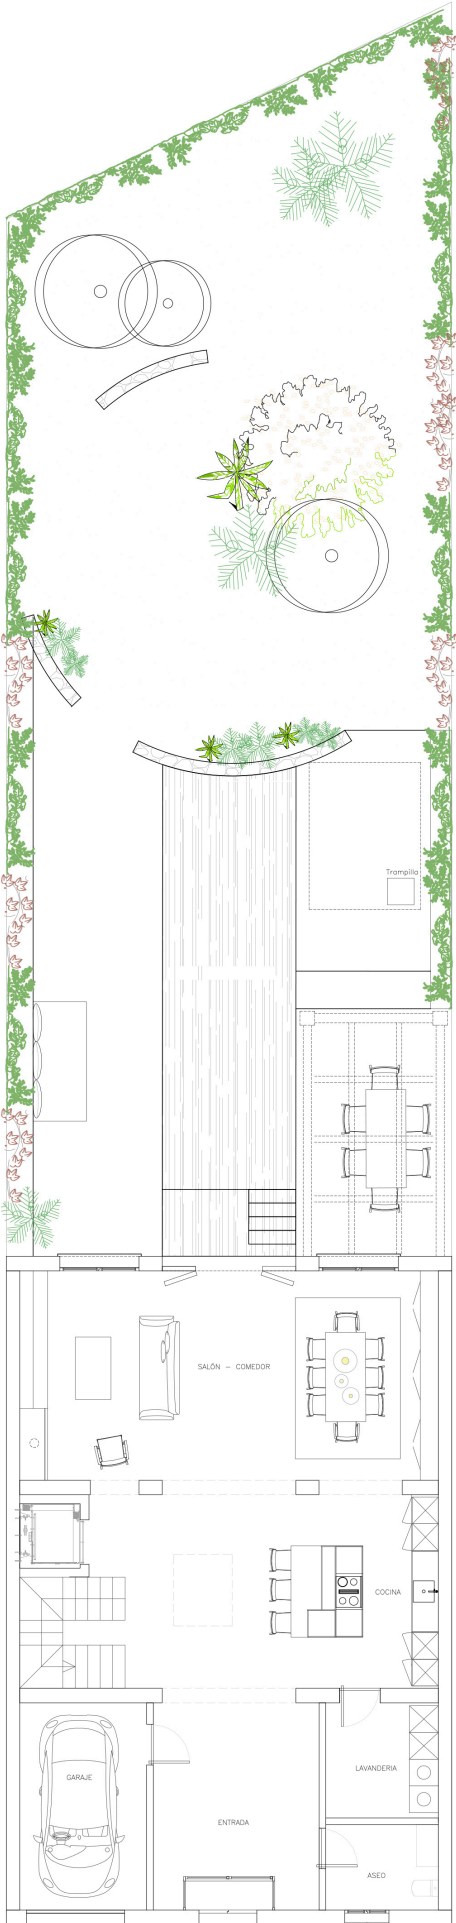 Trampilla
SALÓN - COMEDOR
COCINA
GARAJE
LAVANDERIA
ENTRADA
ASEO